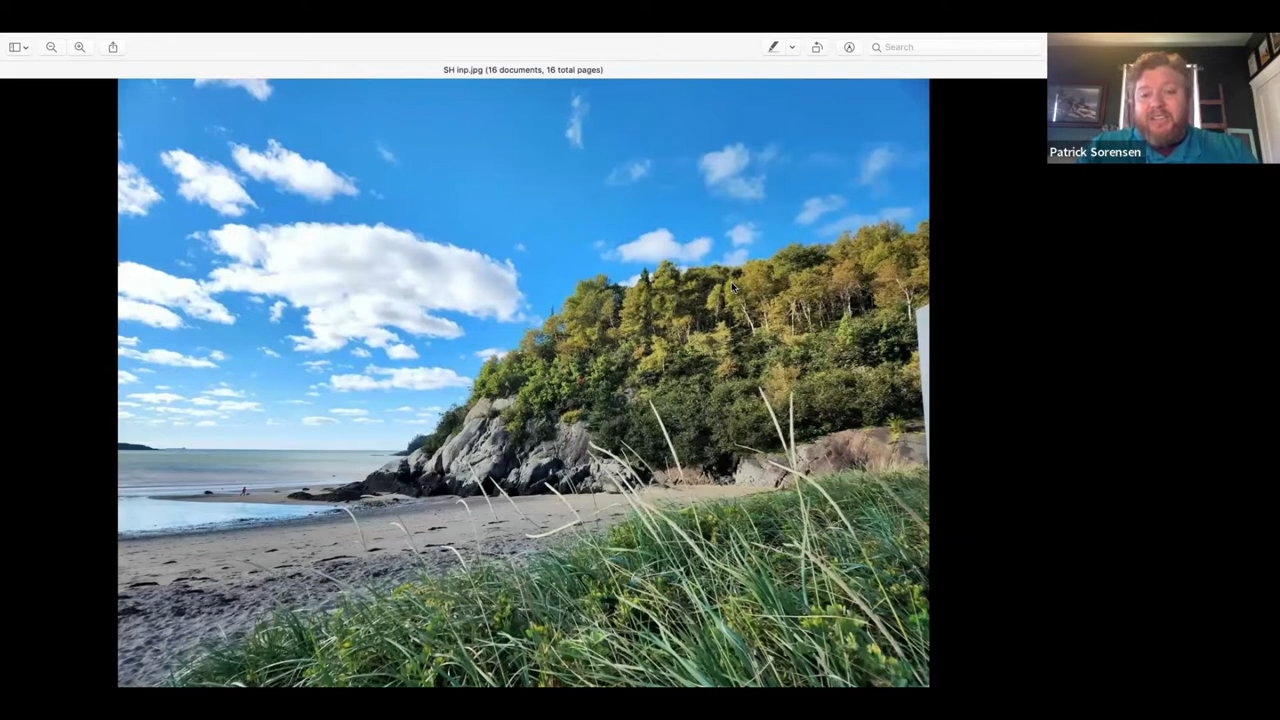 Search
SH inp.jpg (16 documents, 16 total pages)
Patrick Sorensen